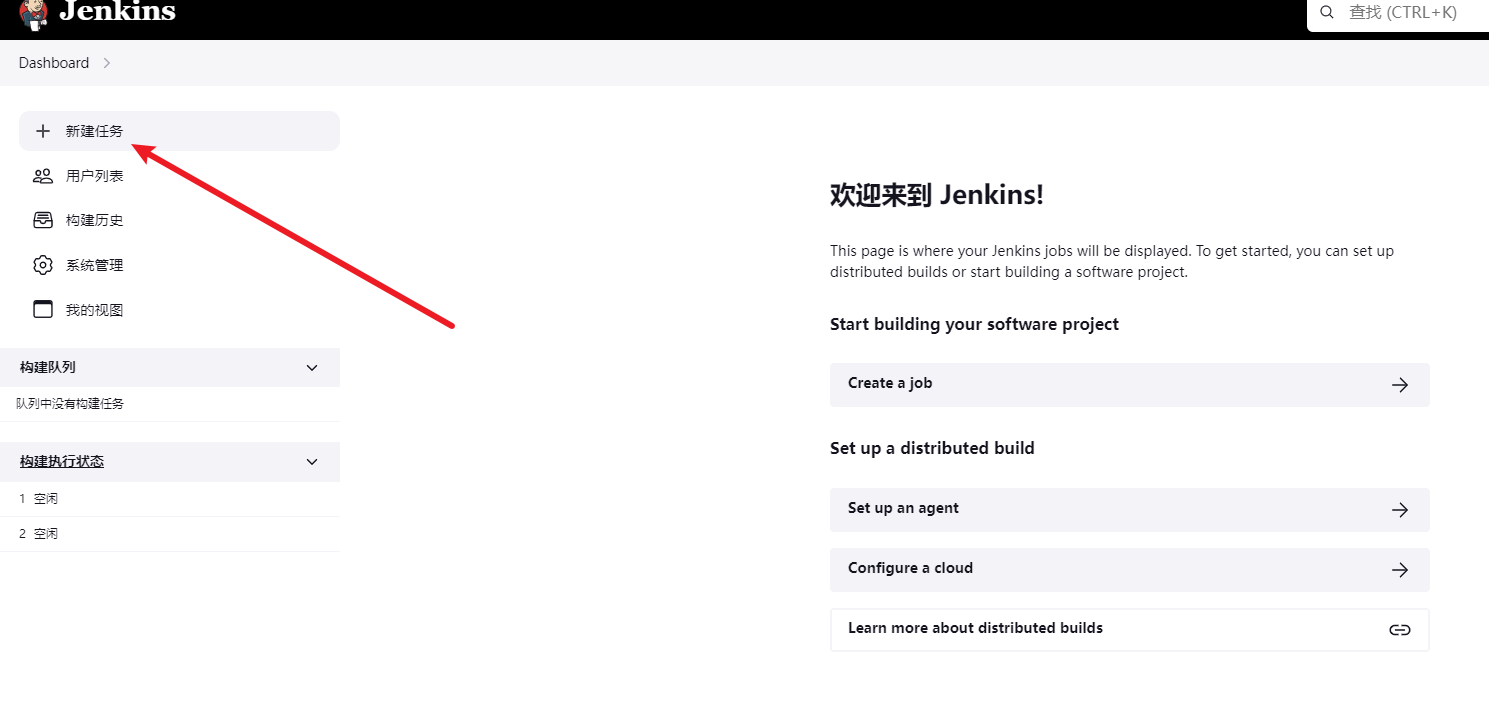 Jenkins
查找 (CTRL+K)
Dashboard
新建任务
用户列表
构建历史
系统管理
我的视图
构建队列
队列中没有构建任务
构建执行状态
1 空闲
2 空闲
欢迎来到 Jenkins!
This page is where your Jenkins jobs will be displayed. To get started, you can set up
distributed builds or start building a software project.
Start building your software project
Create a job
Set up a distributed build
Set up an agent
Configure a cloud
Learn more about distributed builds